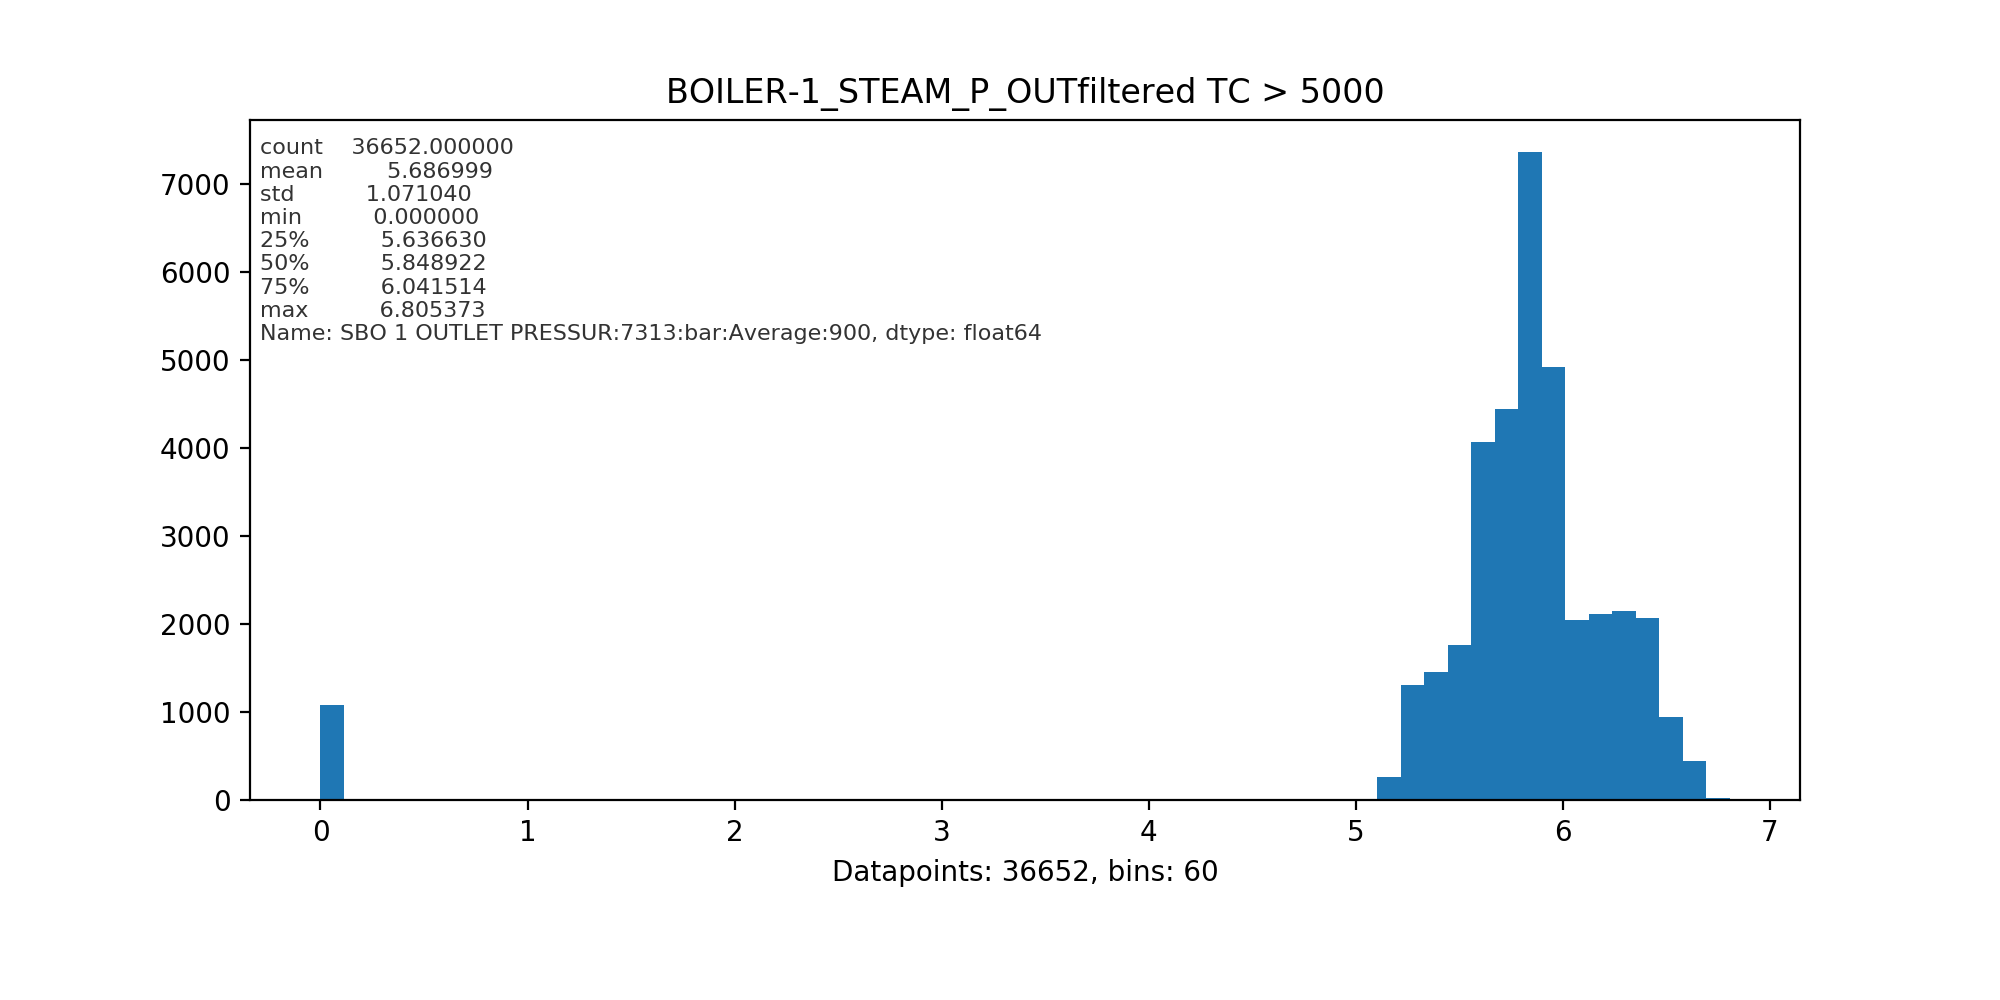 BOILER-1_STEAM_P_OUTfiltered TC > 5000
count 36652.000000
mean 5.686999
std 1.071040
min 0.000000
25% 5.636630
50% 5.848922
75% 6.041514
max 6.805373
Name: SBO 1 OUTLET PRESSUR:7313:bar:Average:900, dtype: float64
7000
6000
5000
4000
3000
2000
1000
0
0 1 2 3 4 5 6 7
Datapoints: 36652, bins: 60